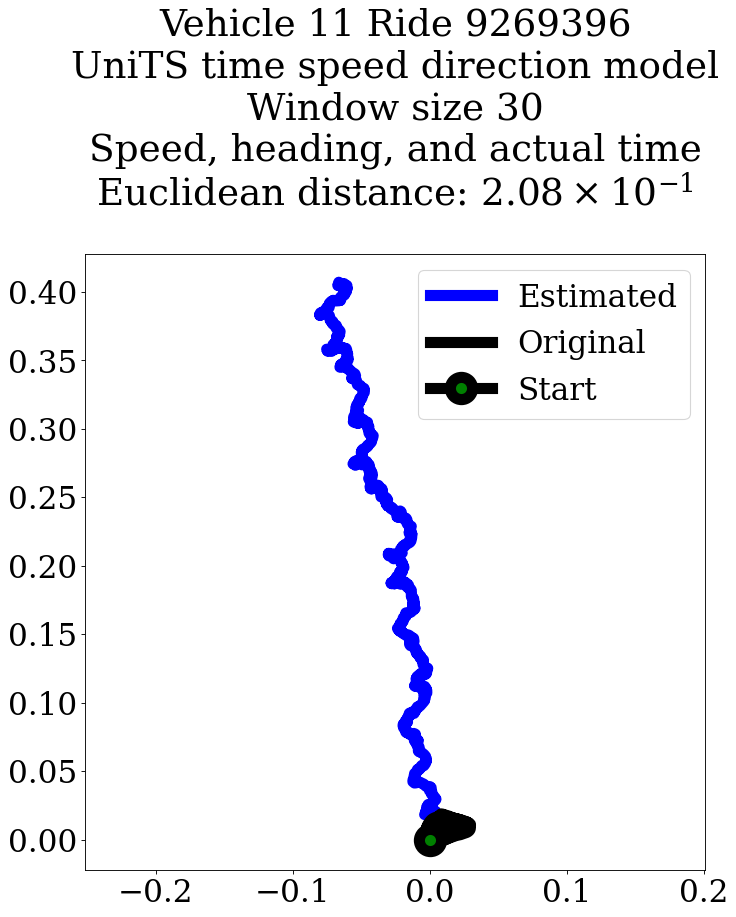 Vehicle 11 Ride 9269396
UniTS time speed direction model
Window size 30
Speed, heading, and actual time
Euclidean distance: 2.08 × 10⁻¹
Estimated
Original
Start
0.40
0.35
0.30
0.25
0.20
0.15
0.10
0.05
0.00
−0.2 −0.1 0.0 0.1 0.2